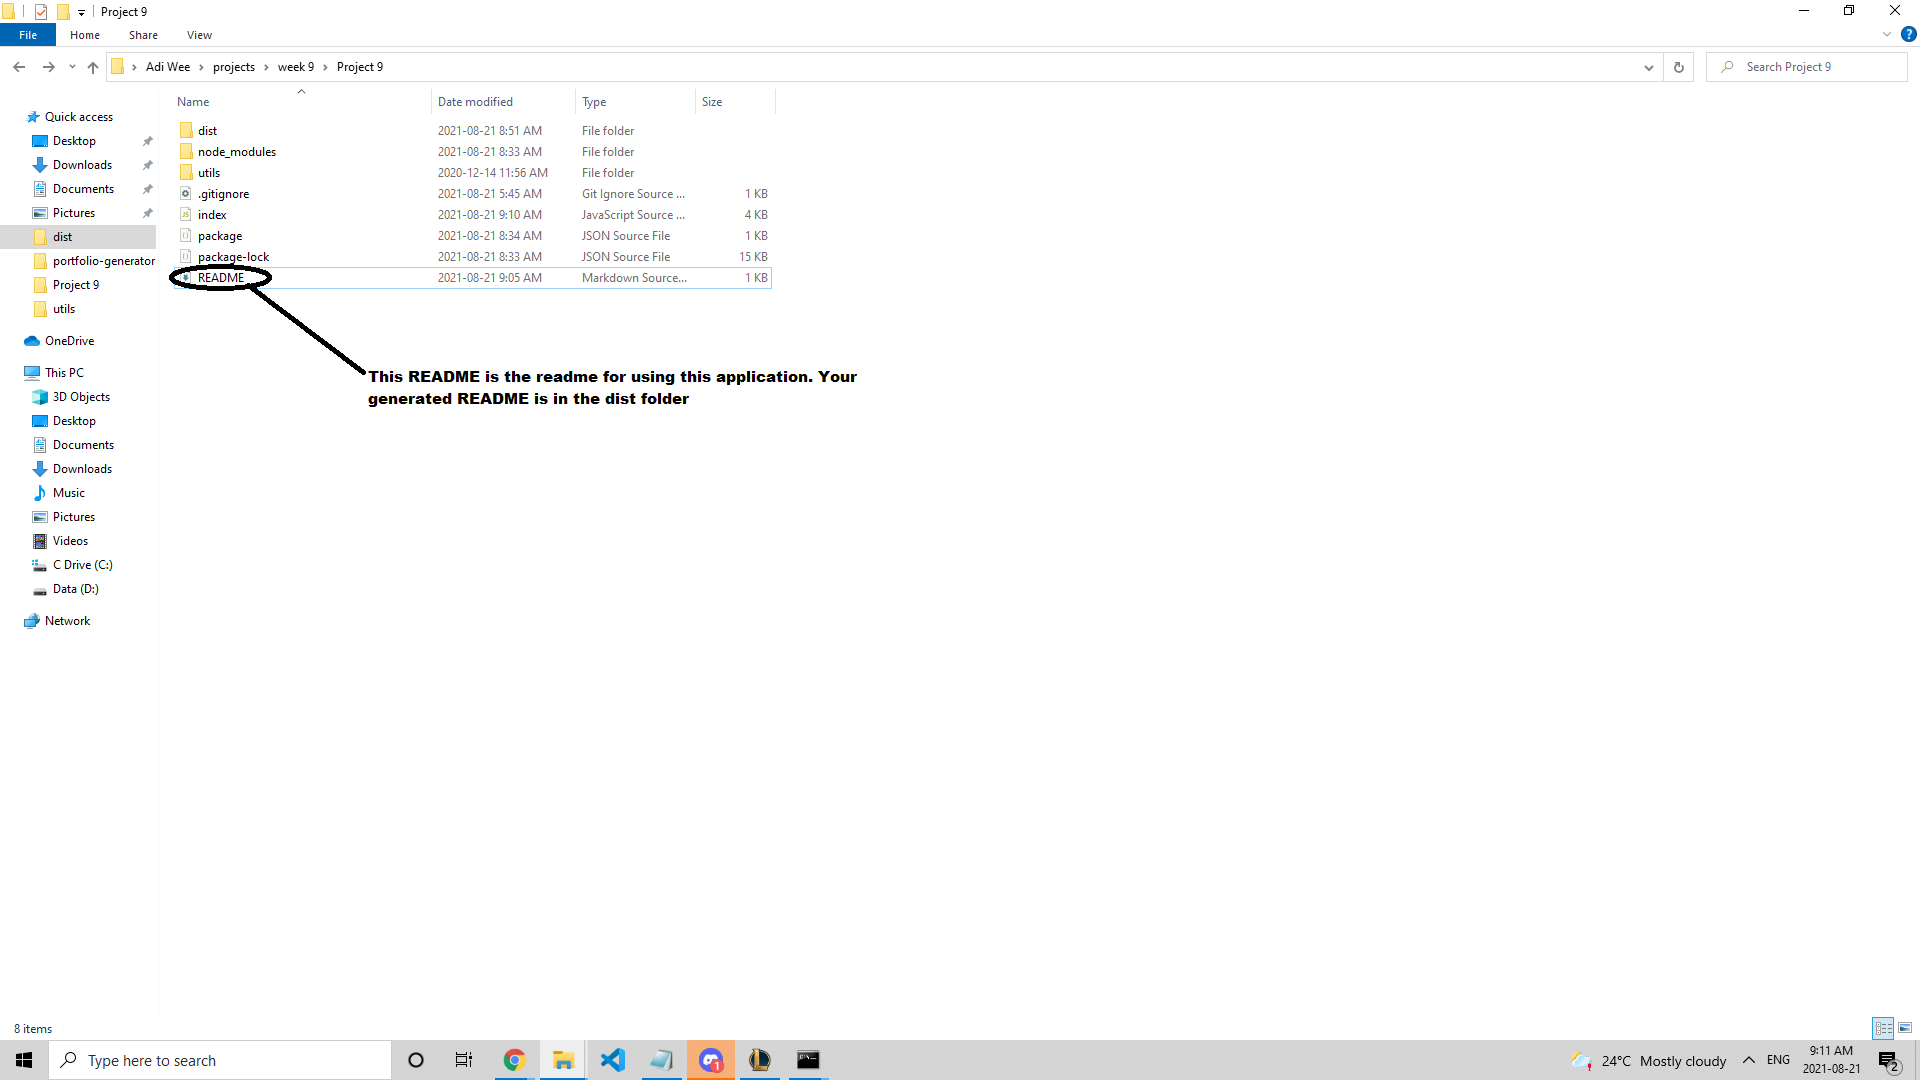 Project 9
File Home Share View
Adi Wee projects week 9 Project 9 Search Project 9
Name Date modified Type Size
dist 2021-08-21 8:51 AM File folder
node_modules 2021-08-21 8:33 AM File folder
utils 2020-12-14 11:56 AM File folder
.gitignore 2021-08-21 5:45 AM Git Ignore Source ... 1 KB
index 2021-08-21 9:10 AM JavaScript Source ... 4 KB
package 2021-08-21 8:34 AM JSON Source File 1 KB
package-lock 2021-08-21 8:33 AM JSON Source File 15 KB
README 2021-08-21 9:05 AM Markdown Source... 1 KB
Quick access
Desktop
Downloads
Documents
Pictures
dist
portfolio-generator
Project 9
utils
OneDrive
This PC
3D Objects
Desktop
Documents
Downloads
Music
Pictures
Videos
C Drive (C:)
Data (D:)
Network
This README is the readme for using this application. Your
generated README is in the dist folder
8 items
Type here to search
1
24°C Mostly cloudy
ENG
9:11 AM
2021-08-21
2